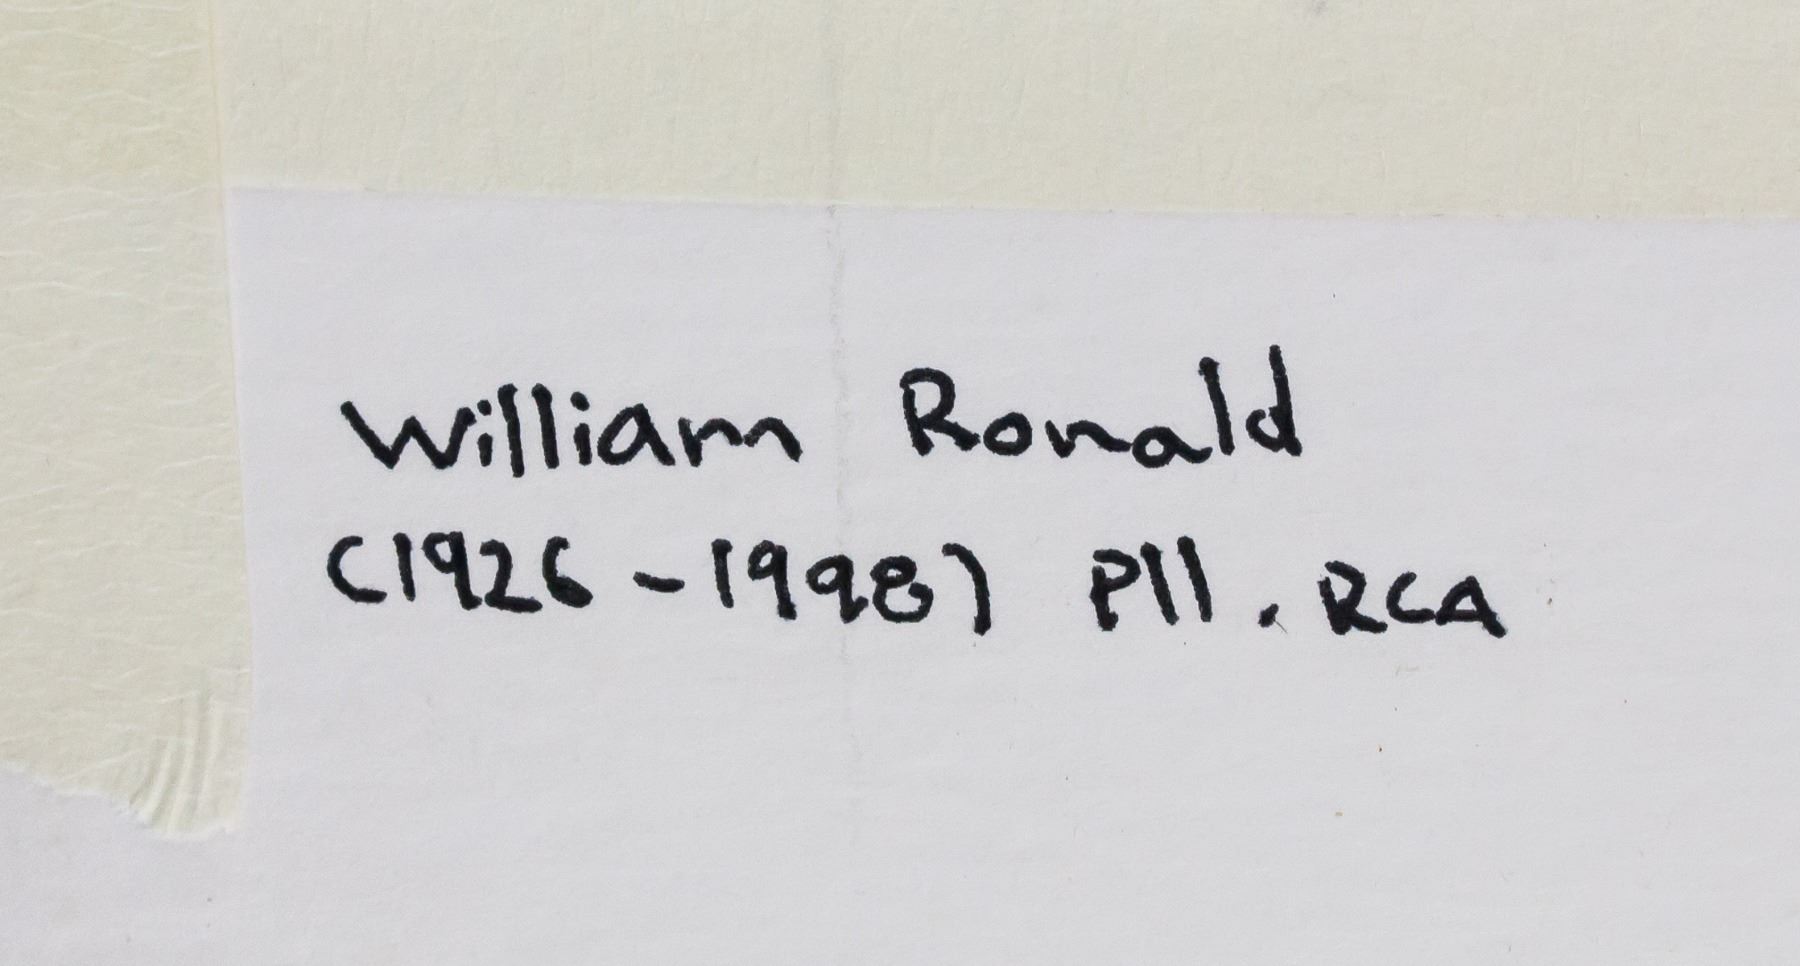 William Ronald
(1926 - 1998) P11 . RCA